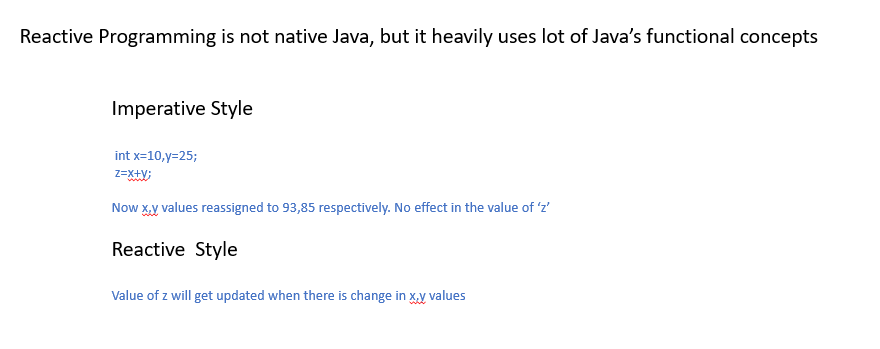 Reactive Programming is not native Java, but it heavily uses lot of Java’s functional concepts
Imperative Style
int x=10,y=25;
z=x+y;
Now x,y values reassigned to 93,85 respectively. No effect in the value of ‘z’
Reactive  Style
Value of z will get updated when there is change in x,y values